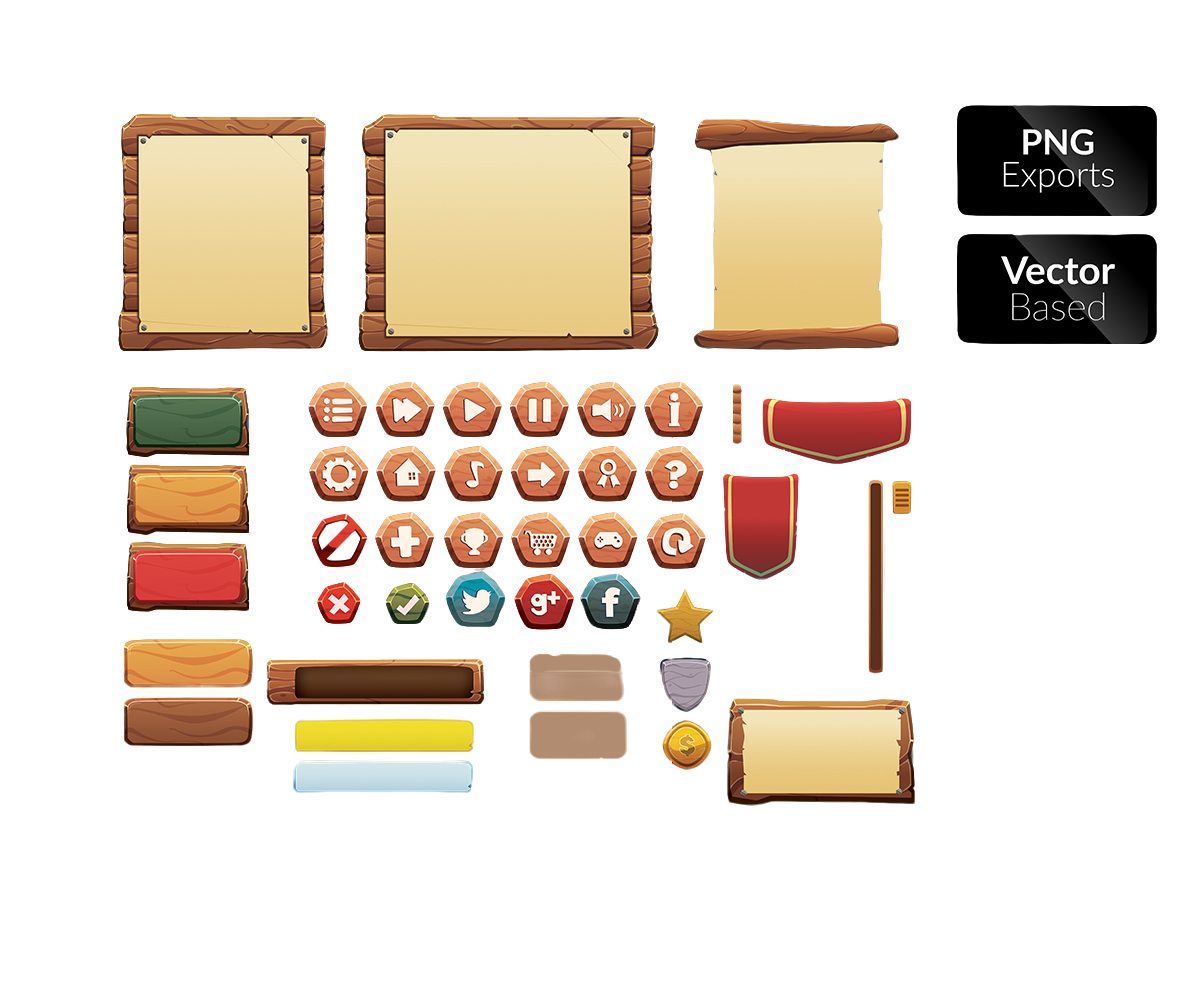 PNG
Exports
Vector
Based
i
?
g+
f
$